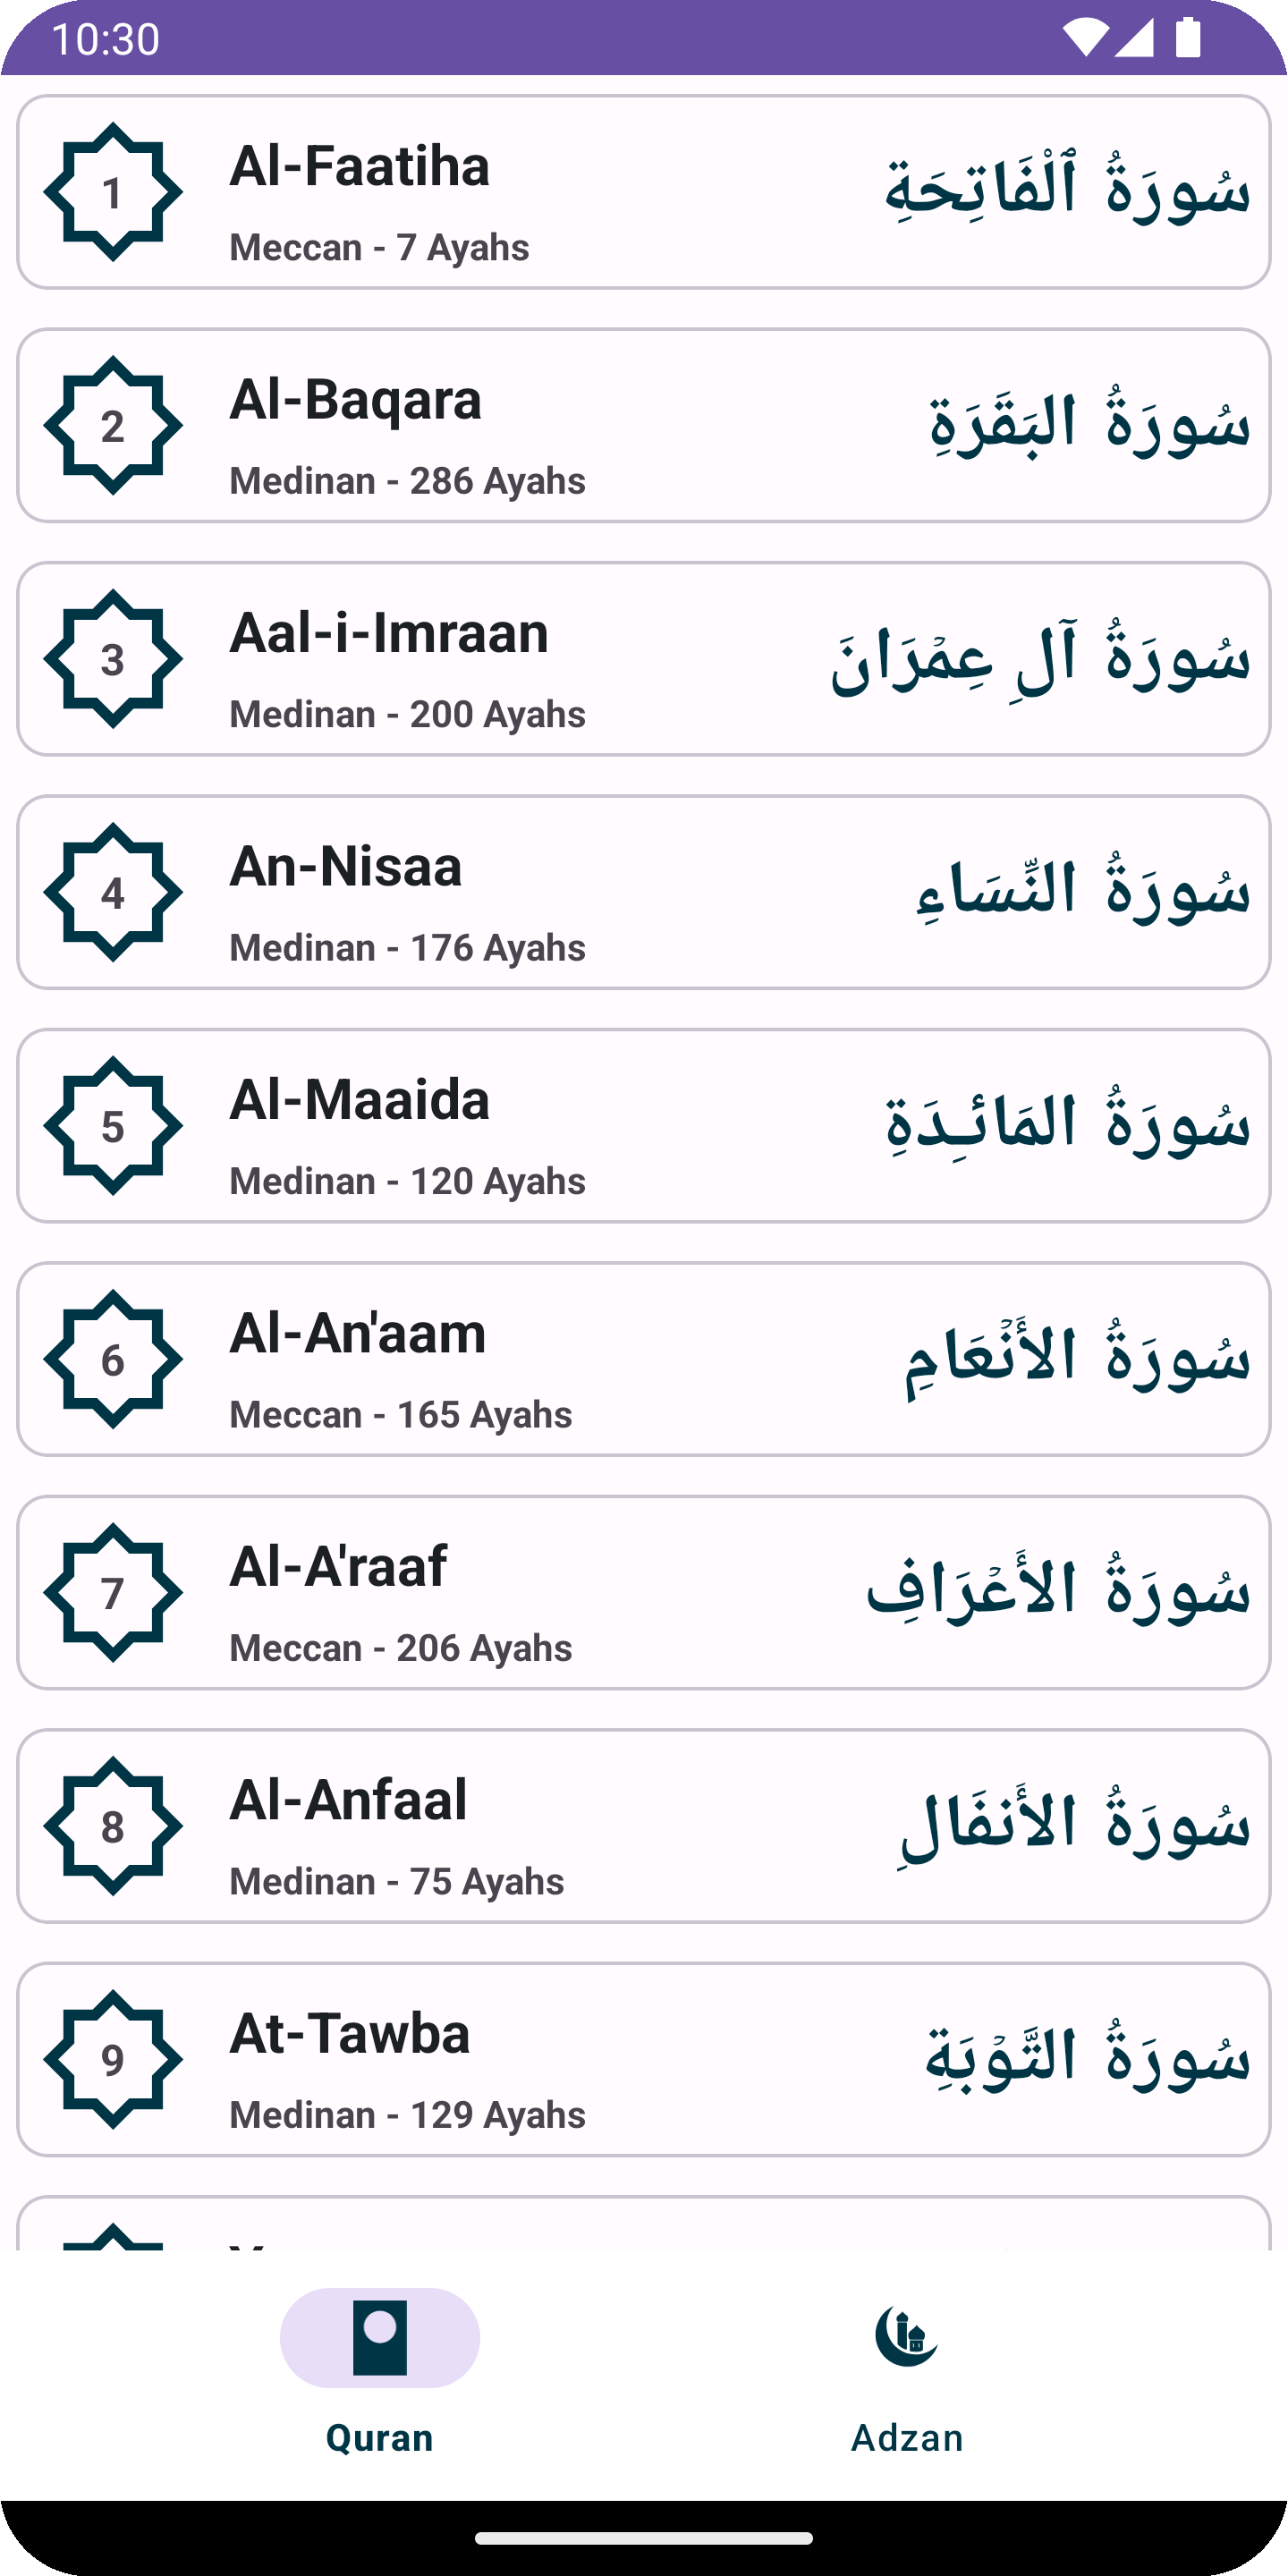 10:30
1
Al-Faatiha
سُورَةُ ٱلْفَاتِحَةِ
Meccan - 7 Ayahs
2
Al-Baqara
سُورَةُ البَقَرَةِ
Medinan - 286 Ayahs
3
Aal-i-Imraan
سُورَةُ آلِ عِمۡرَانَ
Medinan - 200 Ayahs
4
An-Nisaa
سُورَةُ النِّسَاءِ
Medinan - 176 Ayahs
5
Al-Maaida
سُورَةُ المَائـِدَةِ
Medinan - 120 Ayahs
6
Al-An'aam
سُورَةُ الأَنۡعَامِ
Meccan - 165 Ayahs
7
Al-A'raaf
سُورَةُ الأَعۡرَافِ
Meccan - 206 Ayahs
8
Al-Anfaal
سُورَةُ الأَنفَالِ
Medinan - 75 Ayahs
9
At-Tawba
سُورَةُ التَّوۡبَةِ
Medinan - 129 Ayahs
Quran
Adzan